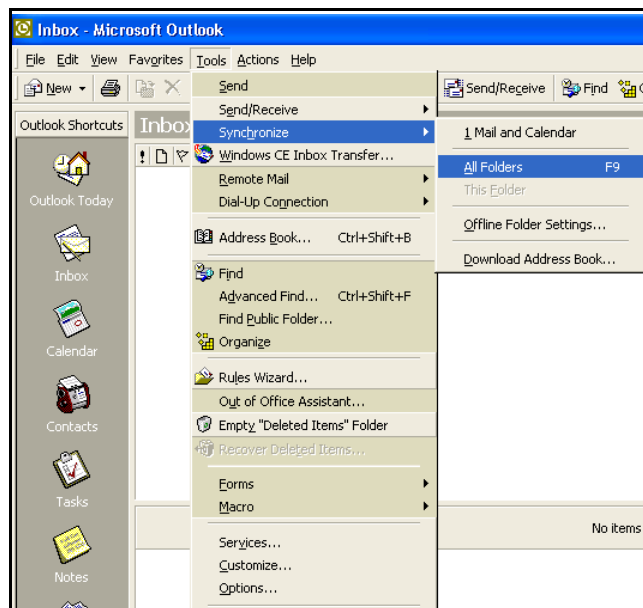 Inbox - Microsoft Outlook
File Edit View Favorites Tools Actions Help
New Send/Receive Find
Outlook Shortcuts
Outlook Today
Inbox
Calendar
Contacts
Tasks
Notes
Inbox
Send
Send/Receive
Synchronize
Windows CE Inbox Transfer...
Remote Mail
Dial-Up Connection
Address Book... Ctrl+Shift+B
Find
Advanced Find... Ctrl+Shift+F
Find Public Folder...
Organize
Rules Wizard...
Out of Office Assistant...
Empty "Deleted Items" Folder
Recover Deleted Items...
Forms
Macro
Services...
Customize...
Options...
1 Mail and Calendar
All Folders F9
This Folder
Offline Folder Settings...
Download Address Book...
No items